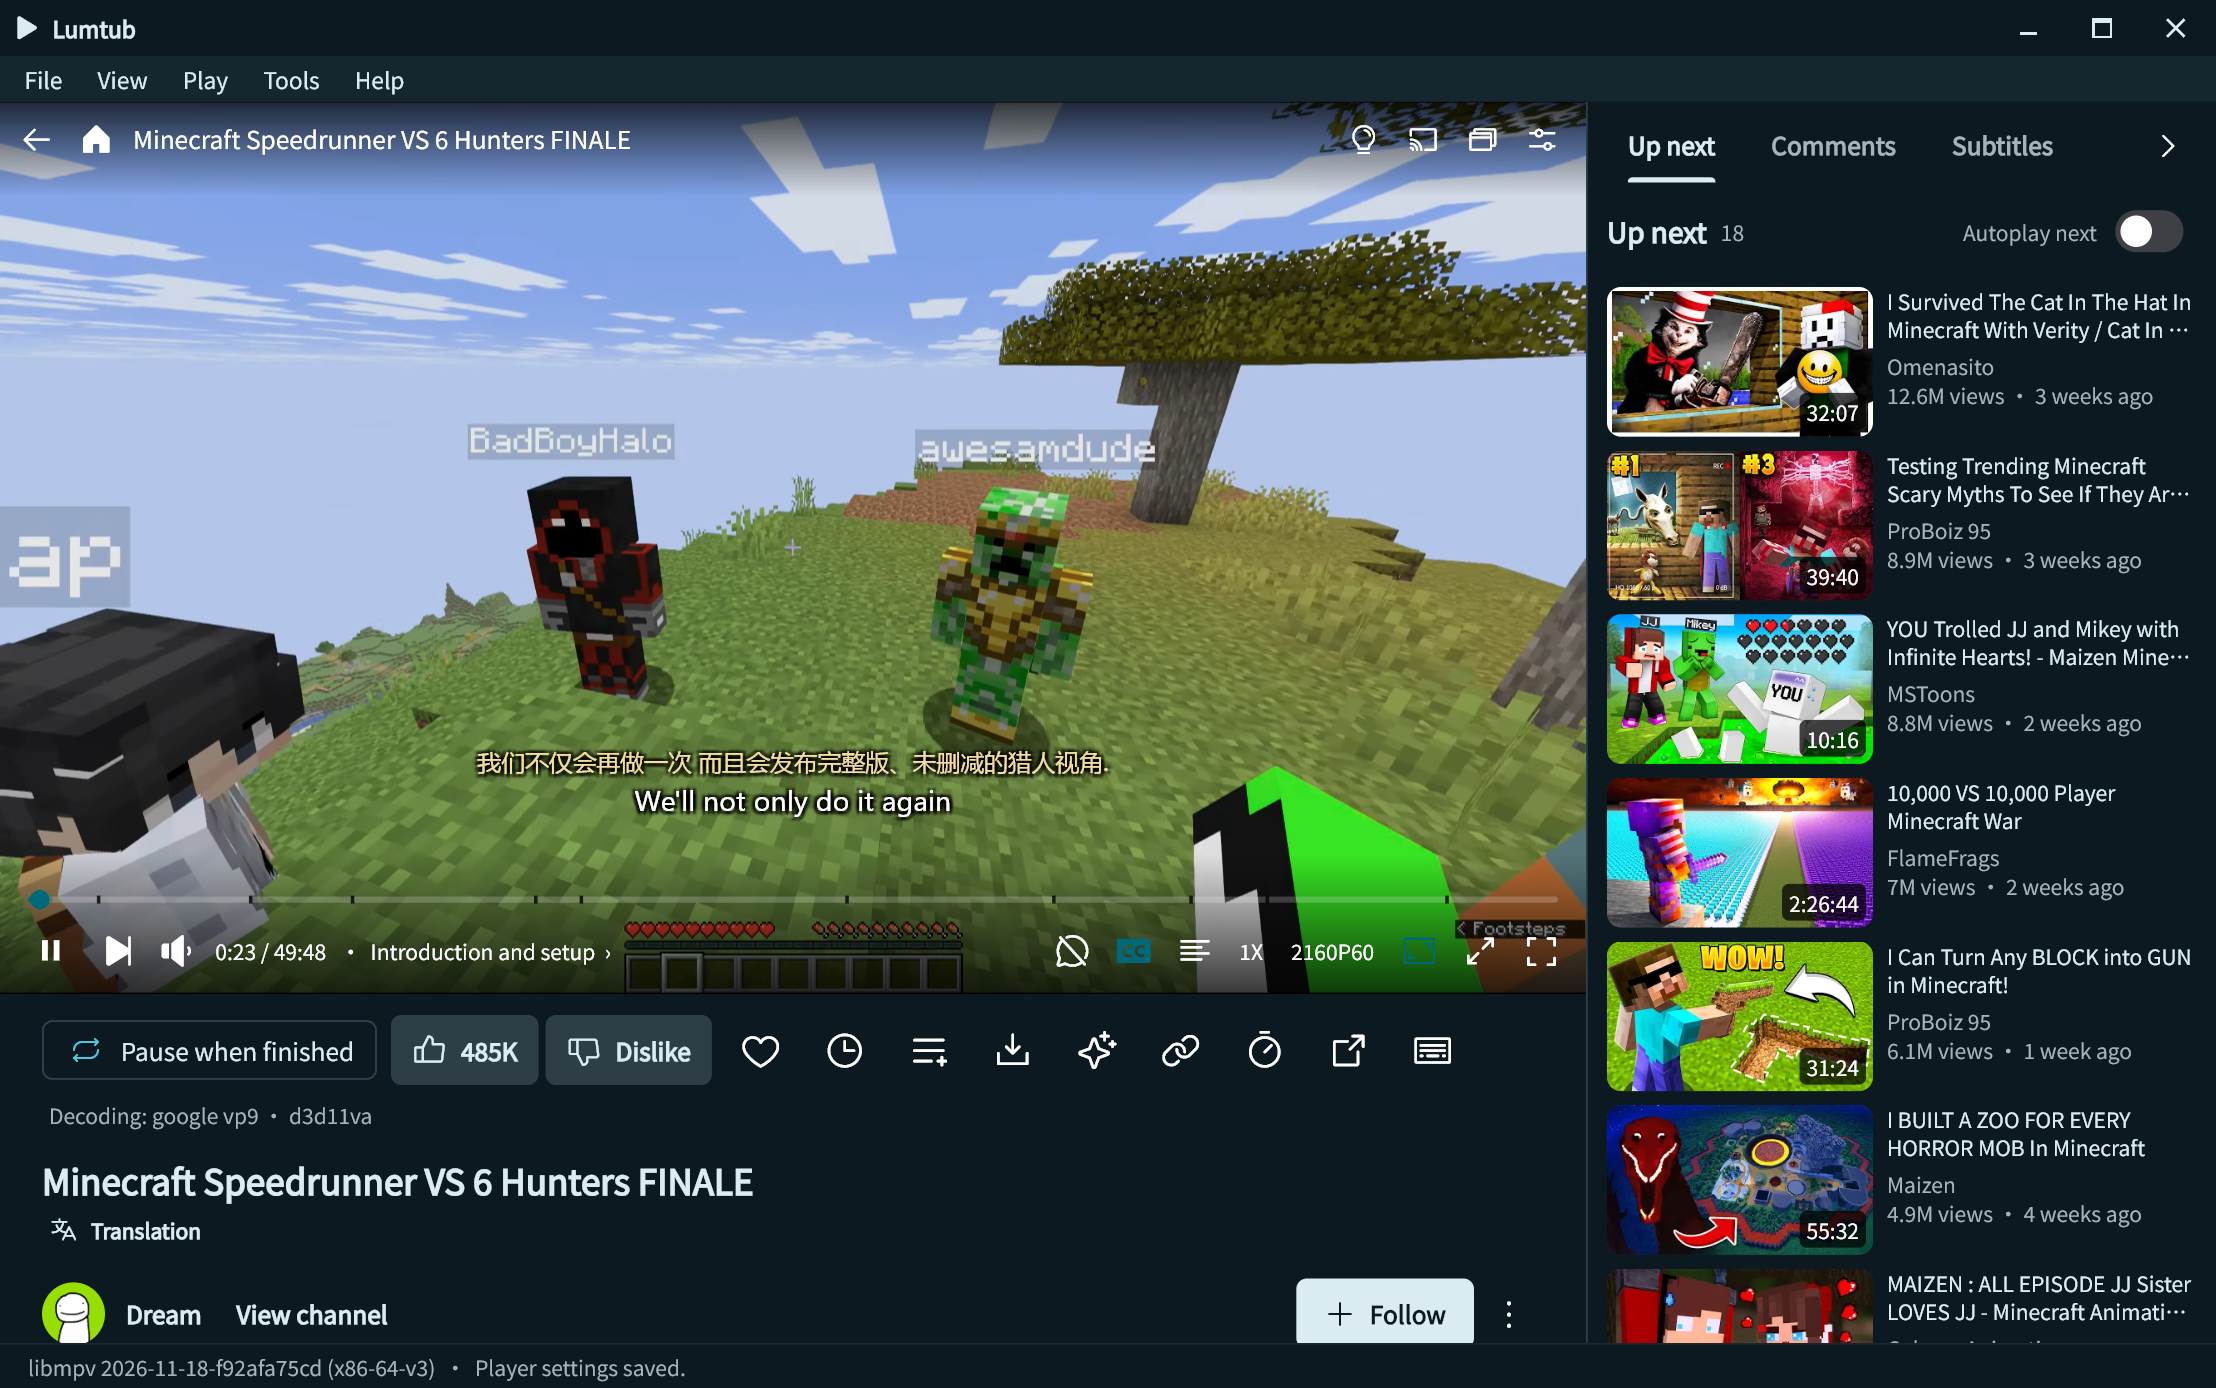 Lumtub
File View Play Tools Help
Minecraft Speedrunner VS 6 Hunters FINALE
BadBoyHalo
awesamdude
ap
我们不仅会再做一次 而且会发布完整版、未删减的猎人视角.
We'll not only do it again
< Footsteps
0:23 / 49:48 • Introduction and setup ›
CC
1X
2160P60
Pause when finished
485K
Dislike
Decoding: google vp9 • d3d11va
Minecraft Speedrunner VS 6 Hunters FINALE
Translation
Dream
View channel
Follow
Up next
Comments
Subtitles
Up next 18
Autoplay next
32:07
I Survived The Cat In The Hat In
Minecraft With Verity / Cat In ⋯
Omenasito
12.6M views • 3 weeks ago
#1
REC
#3
39:40
Testing Trending Minecraft
Scary Myths To See If They Ar⋯
ProBoiz 95
8.9M views • 3 weeks ago
JJ
Mikey
YOU
10:16
YOU Trolled JJ and Mikey with
Infinite Hearts! - Maizen Mine⋯
MSToons
8.8M views • 2 weeks ago
2:26:44
10,000 VS 10,000 Player
Minecraft War
FlameFrags
7M views • 2 weeks ago
WOW!
31:24
I Can Turn Any BLOCK into GUN
in Minecraft!
ProBoiz 95
6.1M views • 1 week ago
55:32
I BUILT A ZOO FOR EVERY
HORROR MOB In Minecraft
Maizen
4.9M views • 4 weeks ago
MAIZEN : ALL EPISODE JJ Sister
LOVES JJ - Minecraft Animati⋯
libmpv 2026-11-18-f92afa75cd (x86-64-v3) • Player settings saved.